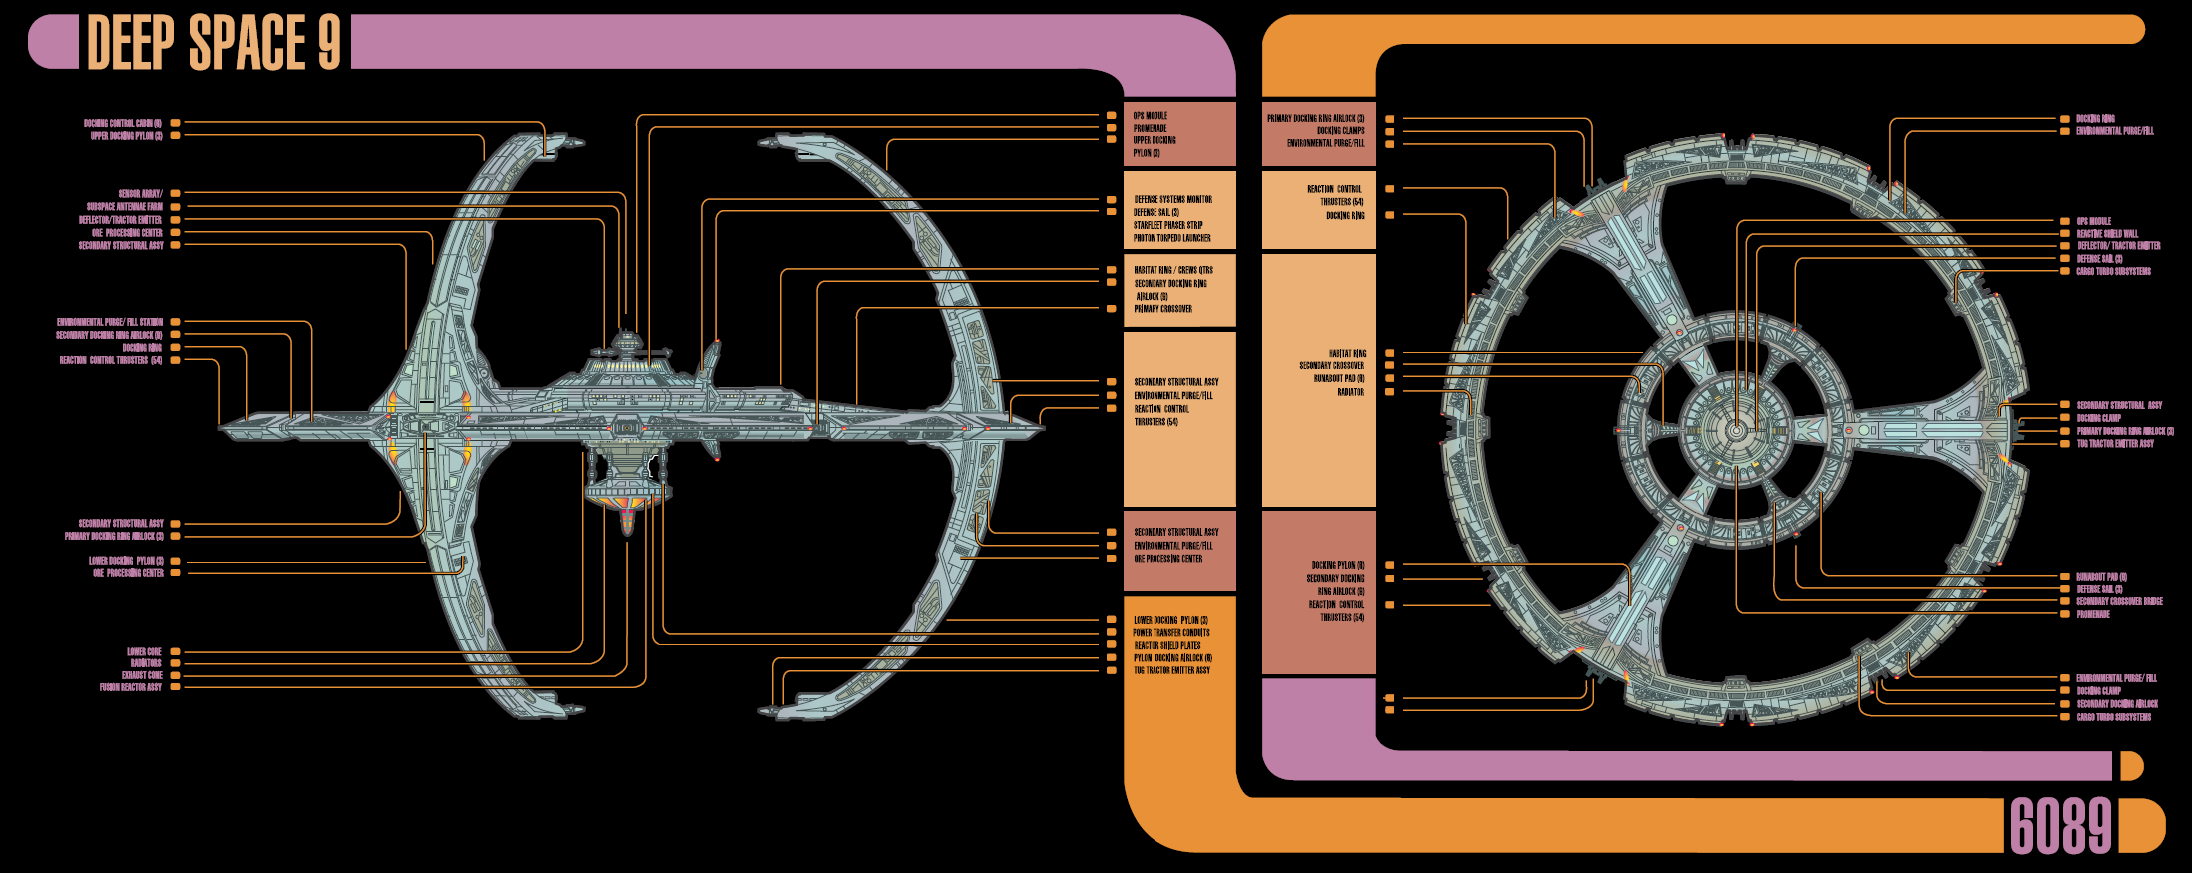 DEEP SPACE 9
DOCKING CONTROL CABIN (6)
UPPER DOCKING PYLON (3)
SENSOR ARRAY/
SUBSPACE ANTENNAE FARM
DEFLECTOR/TRACTOR EMITTER
ORE PROCESSING CENTER
SECONDARY STRUCTURAL ASSY
ENVIRONMENTAL PURGE/ FILL STATION
SECONDARY DOCKING RING AIRLOCK (9)
DOCKING RING
REACTION CONTROL THRUSTERS (54)
SECONDARY STRUCTURAL ASSY
PRIMARY DOCKING RING AIRLOCK (3)
LOWER DOCKING PYLON (3)
ORE PROCESSING CENTER
LOWER CORE
RADIATORS
EXHAUST CONE
FUSION REACTOR ASSY
OPS MODULE
PROMENADE
UPPER DOCKING
PYLON (3)
DEFENSE SYSTEMS MONITOR
DEFENSE SAIL (3)
STARFLEET PHASER STRIP
PHOTON TORPEDO LAUNCHER
HABITAT RING / CREWS QTRS
SECONDARY DOCKING RING
AIRLOCK (9)
PRIMARY CROSSOVER
SECONDARY STRUCTURAL ASSY
ENVIRONMENTAL PURGE/FILL
REACTION CONTROL
THRUSTERS (54)
SECONDARY STRUCTURAL ASSY
ENVIRONMENTAL PURGE/FILL
ORE PROCESSING CENTER
LOWER DOCKING PYLON (3)
POWER TRANSFER CONDUITS
REACTOR SHIELD PLATES
PYLON DOCKING AIRLOCK (6)
TUG TRACTOR EMITTER ASSY
PRIMARY DOCKING RING AIRLOCK (3)
DOCKING CLAMPS
ENVIRONMENTAL PURGE/FILL
REACTION CONTROL
THRUSTERS (54)
DOCKING RING
HABITAT RING
SECONDARY CROSSOVER
RUNABOUT PAD (6)
RADIATOR
DOCKING PYLON (6)
SECONDARY DOCKING
RING AIRLOCK (9)
REACTION CONTROL
THRUSTERS (54)
DOCKING RING
ENVIRONMENTAL PURGE/FILL
OPS MODULE
REACTIVE SHIELD WALL
DEFLECTOR/ TRACTOR EMITTER
DEFENSE SAIL (3)
CARGO TURBO SUBSYSTEMS
SECONDARY STRUCTURAL ASSY
DOCKING CLAMP
PRIMARY DOCKING RING AIRLOCK (3)
TUG TRACTOR EMITTER ASSY
RUNABOUT PAD (6)
DEFENSE SAIL (3)
SECONDARY CROSSOVER BRIDGE
PROMENADE
ENVIRONMENTAL PURGE/ FILL
DOCKING CLAMP
SECONDARY DOCKING AIRLOCK
CARGO TURBO SUBSYSTEMS
6089